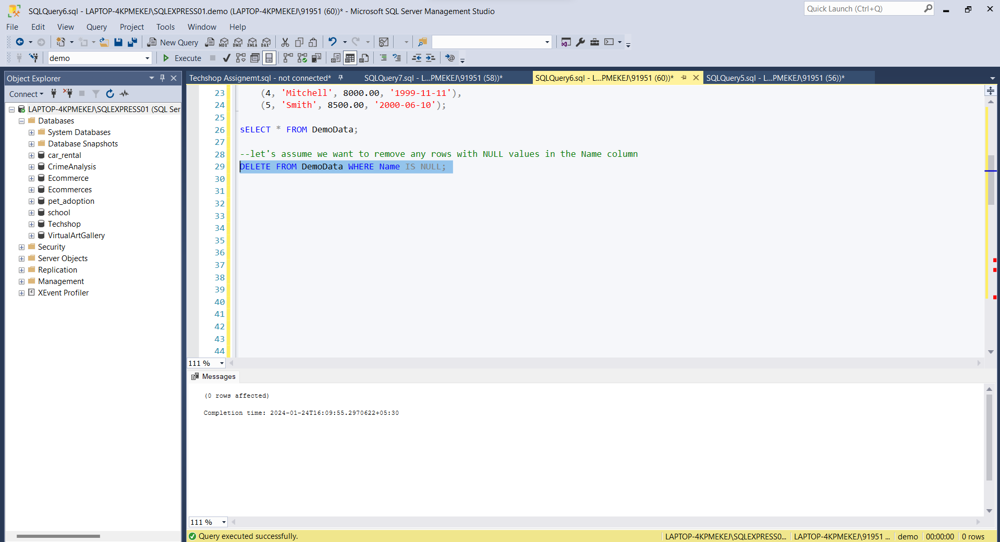 SQLQuery6.sql - LAPTOP-4KPMEKEJ\SQLEXPRESS01.demo (LAPTOP-4KPMEKEJ\91951 (60))* - Microsoft SQL Server Management Studio
Quick Launch (Ctrl+Q)
File Edit View Query Project Tools Window Help
New Query MDX DMX XMLA DAX
demo Execute
Object Explorer
Connect
LAPTOP-4KPMEKEJ\SQLEXPRESS01 (SQL Ser
Databases
System Databases
Database Snapshots
car_rental
CrimeAnalysis
Ecommerce
Ecommerces
pet_adoption
school
Techshop
VirtualArtGallery
Security
Server Objects
Replication
Management
XEvent Profiler
Techshop Assignemt.sql - not connected* SQLQuery7.sql - L...PMEKEJ\91951 (58))* SQLQuery6.sql - L...PMEKEJ\91951 (60))* SQLQuery5.sql - L...PMEKEJ\91951 (56))*
23 (4, 'Mitchell', 8000.00, '1999-11-11'),
24 (5, 'Smith', 8500.00, '2000-06-10');
25
26 sELECT * FROM DemoData;
27
28 --let's assume we want to remove any rows with NULL values in the Name column
29 DELETE FROM DemoData WHERE Name IS NULL;
30
31
32
33
34
35
36
37
38
39
40
41
42
43
44
111 %
Messages
(0 rows affected)
Completion time: 2024-01-24T16:09:55.2970622+05:30
111 %
Query executed successfully. LAPTOP-4KPMEKEJ\SQLEXPRESS0... LAPTOP-4KPMEKEJ\91951 ... demo 00:00:00 0 rows